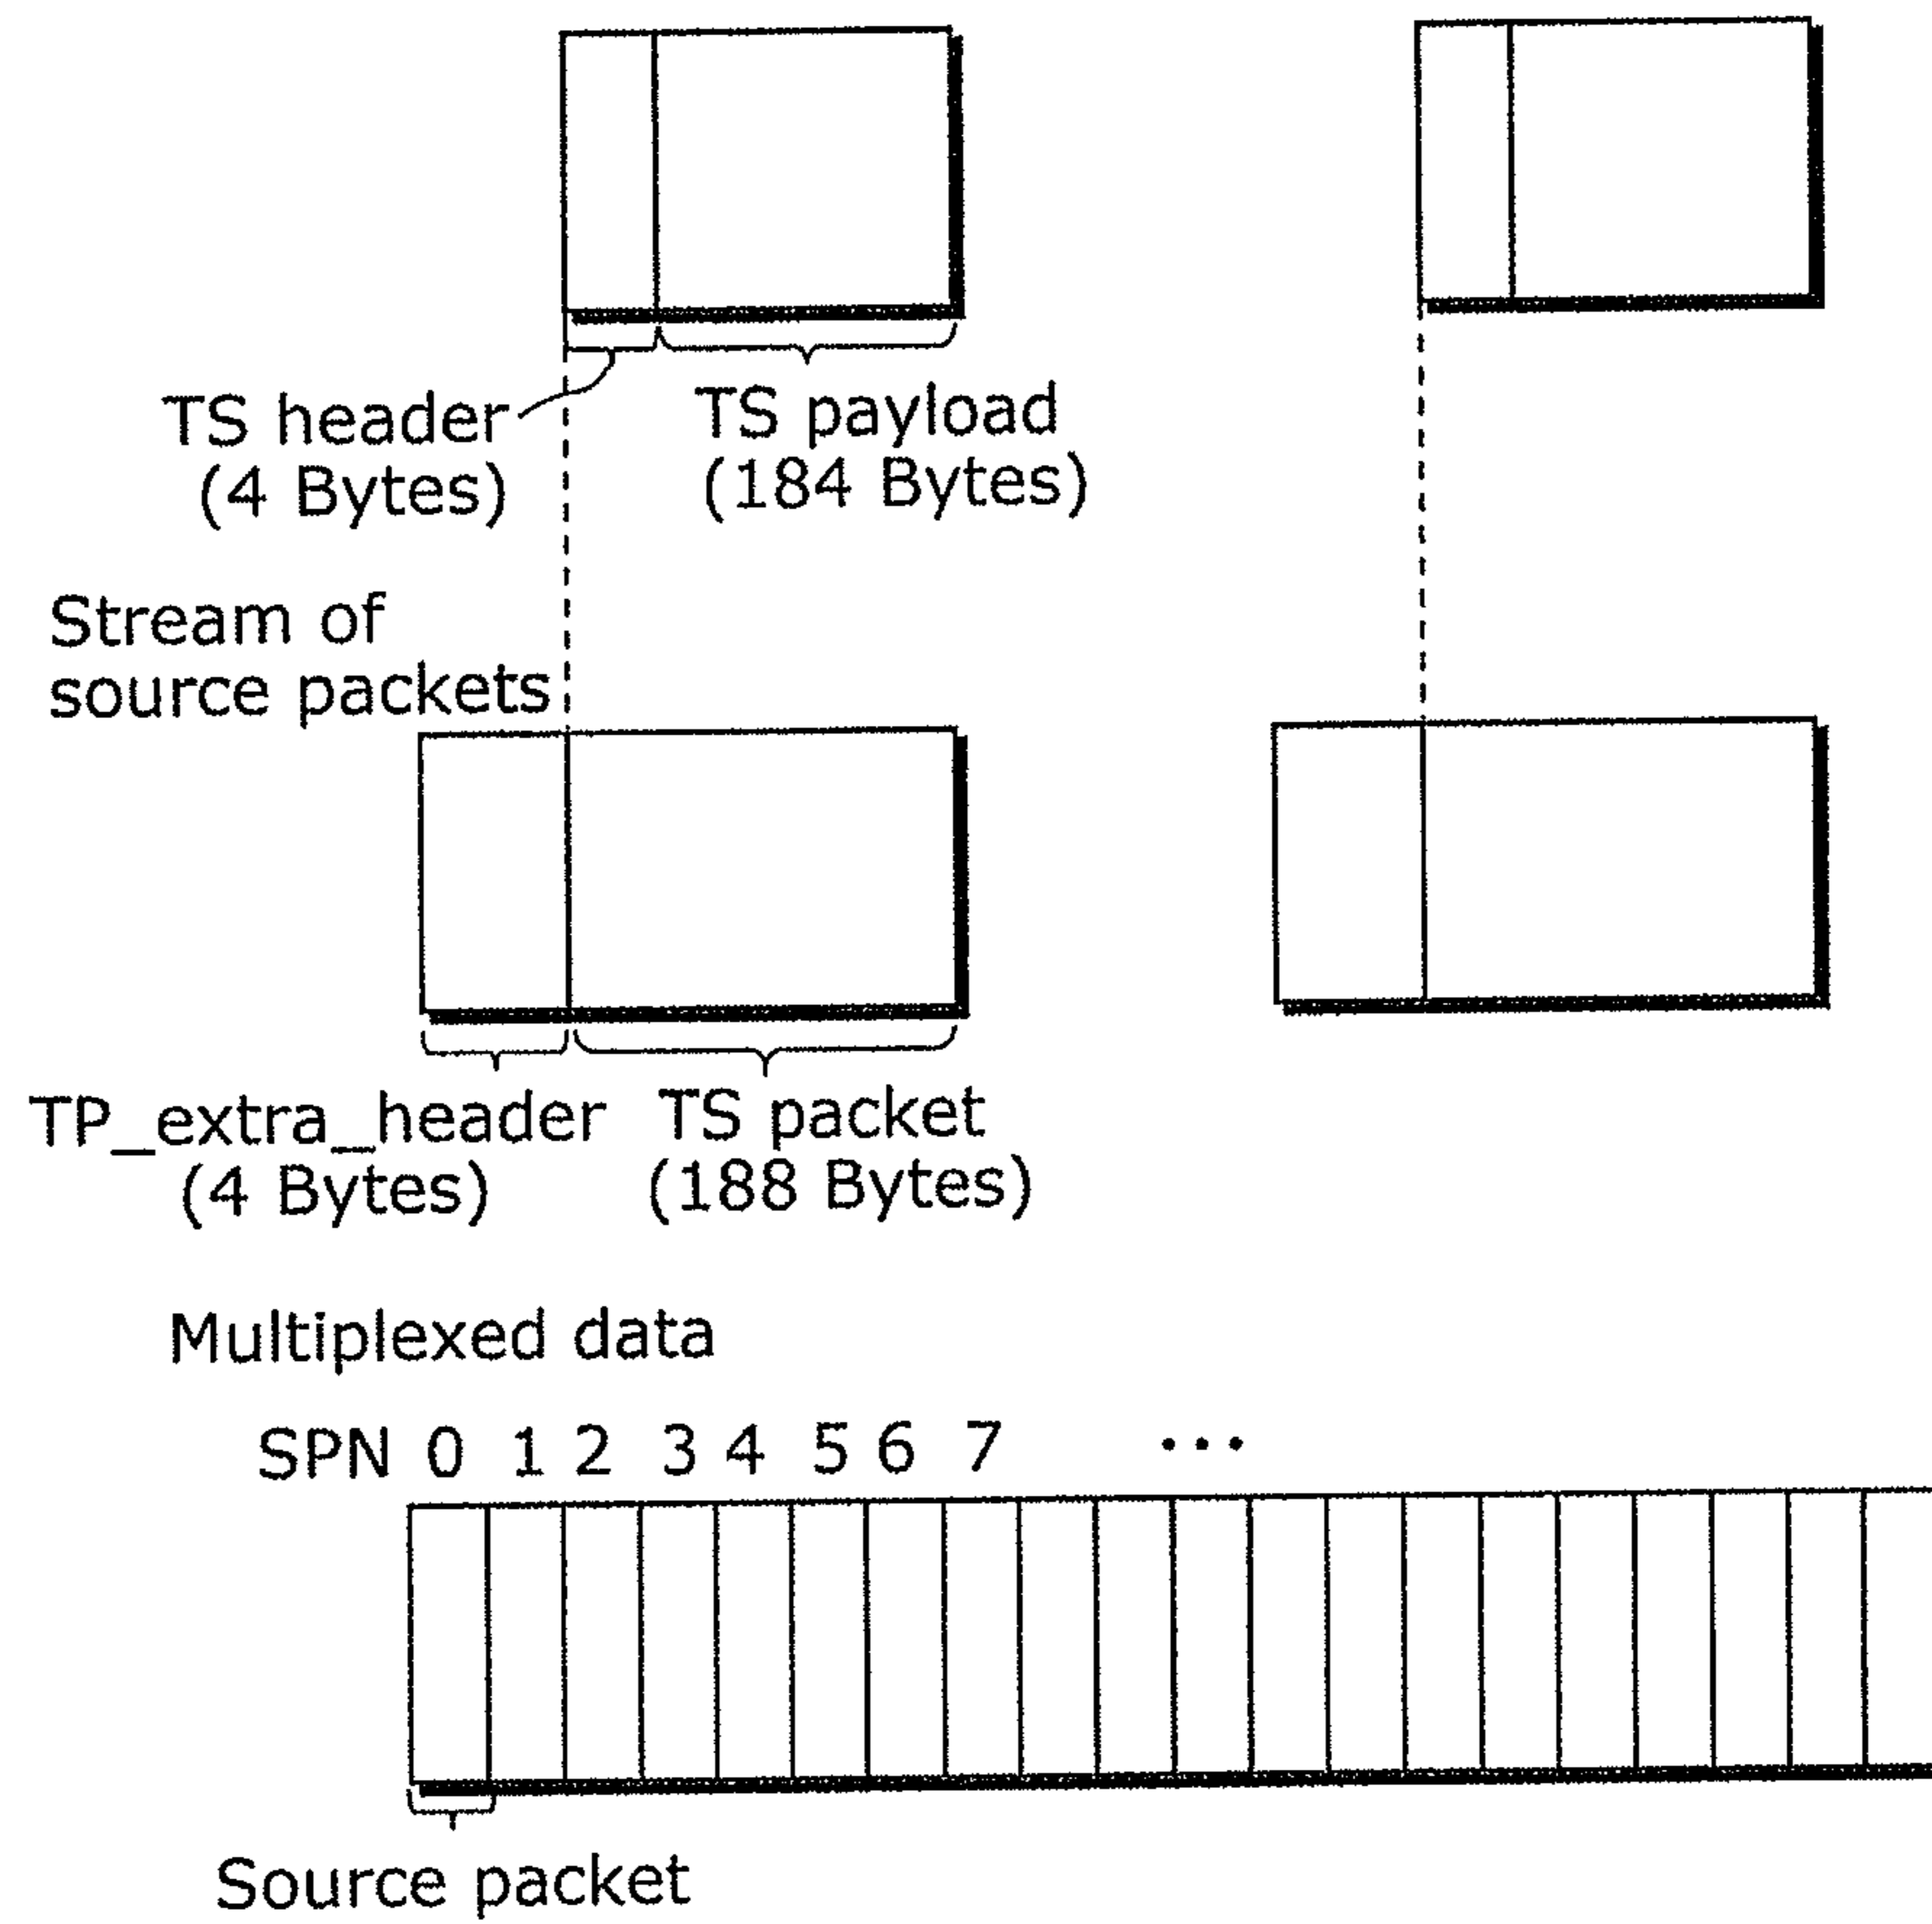 TS header
(4 Bytes)
TS payload
(184 Bytes)
Stream of
source packets
TP_extra_header
(4 Bytes)
TS packet
(188 Bytes)
Multiplexed data
SPN 0 1 2 3 4 5 6 7 ...
Source packet